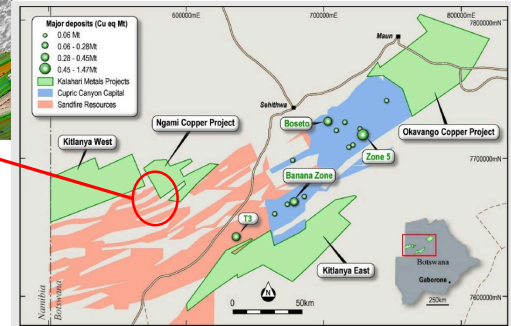 600000mE
700000mE
800000mE
7800000mN
Major deposits (Cu eq Mt)
0.06 Mt
0.06 - 0.28Mt
0.28 - 0.45Mt
0.45 - 1.47Mt
Kalahari Metals Projects
Cupric Canyon Capital
Sandfire Resources
Maun
Sehithwa
Ngami Copper Project
Kitlanya West
Boseto
Okavango Copper Project
Zone 5
7700000mN
Banana Zone
T3
Kitlanya East
Botswana
Gaborone
250km
N
0
50km
Namibia
Botswana
7600000mN